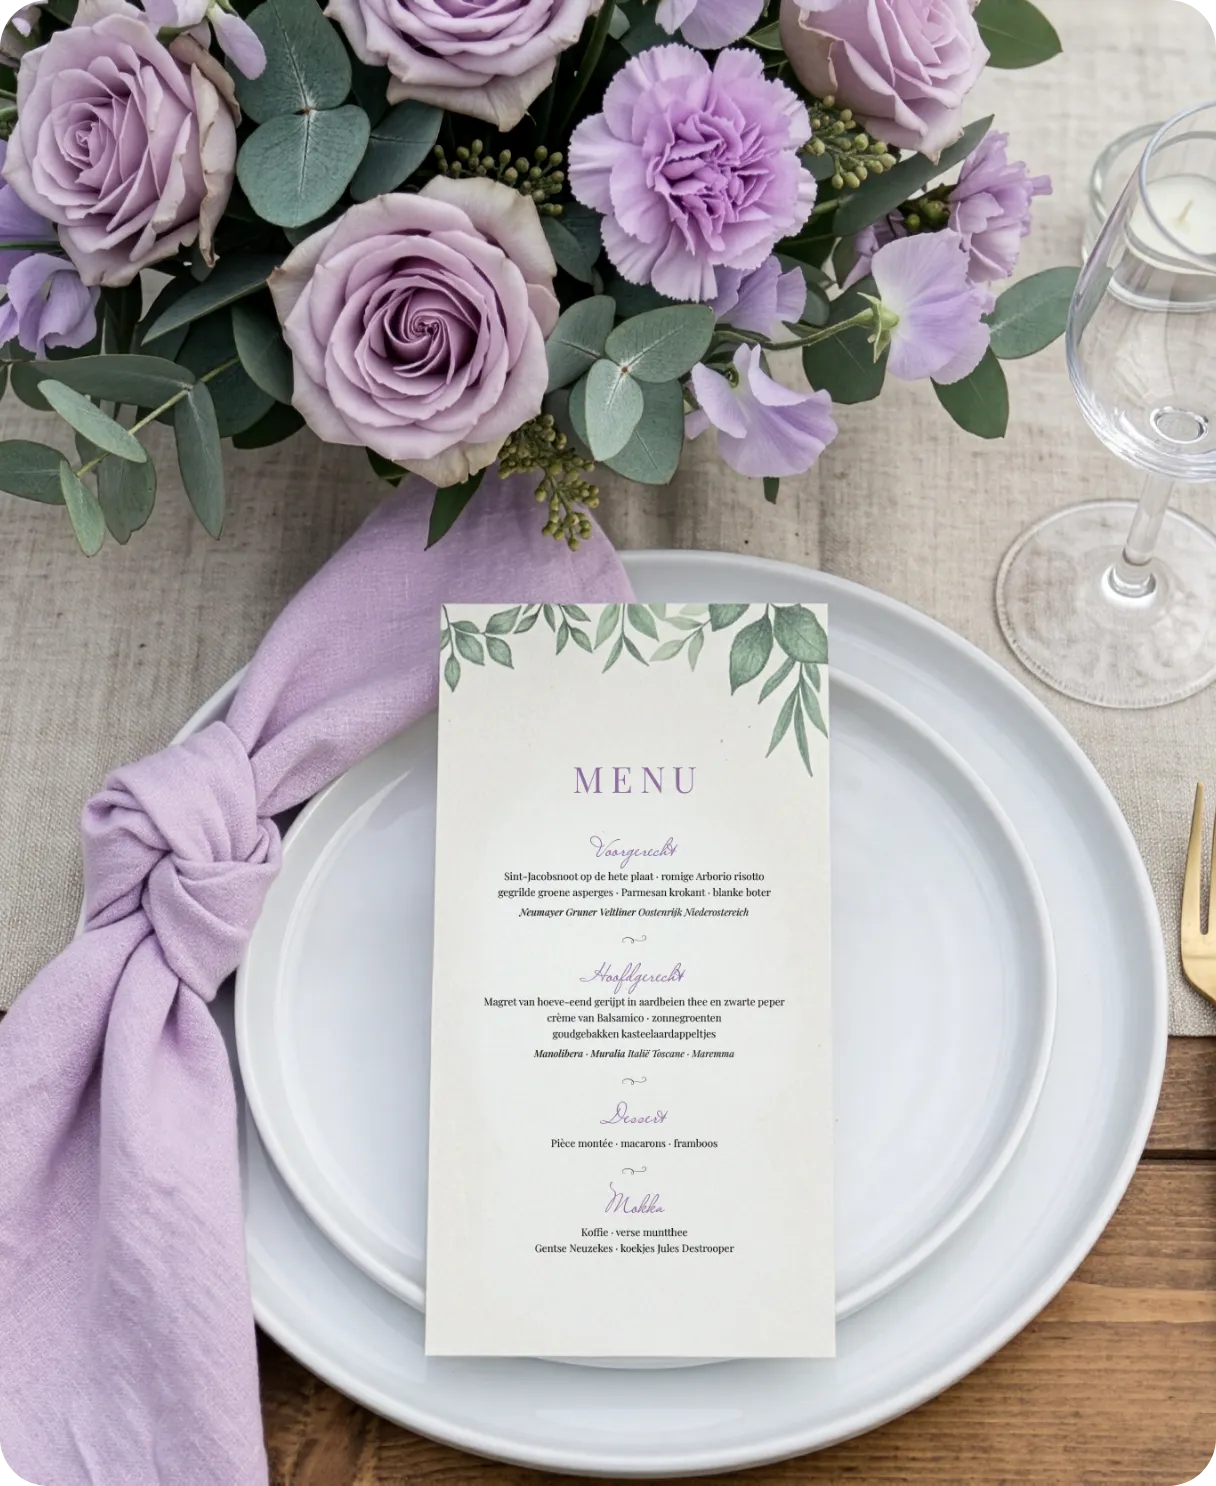 MENU
Voorgerecht
Sint-Jacobsnoot op de hete plaat · romige Arborio risotto
gegrilde groene asperges · Parmesan krokant · blanke boter
Neumayer Gruner Veltliner Oostenrijk Niederostereich
Hoofdgerecht
Magret van hoeve-eend gerijpt in aardbeien thee en zwarte peper
crème van Balsamico · zonnegroenten
goudgebakken kasteelaardappeltjes
Manolibera · Muralia Italië Toscane · Maremma
Dessert
Pièce montée · macarons · framboos
Mokka
Koffie · verse muntthee
Gentse Neuzekes · koekjes Jules Destrooper